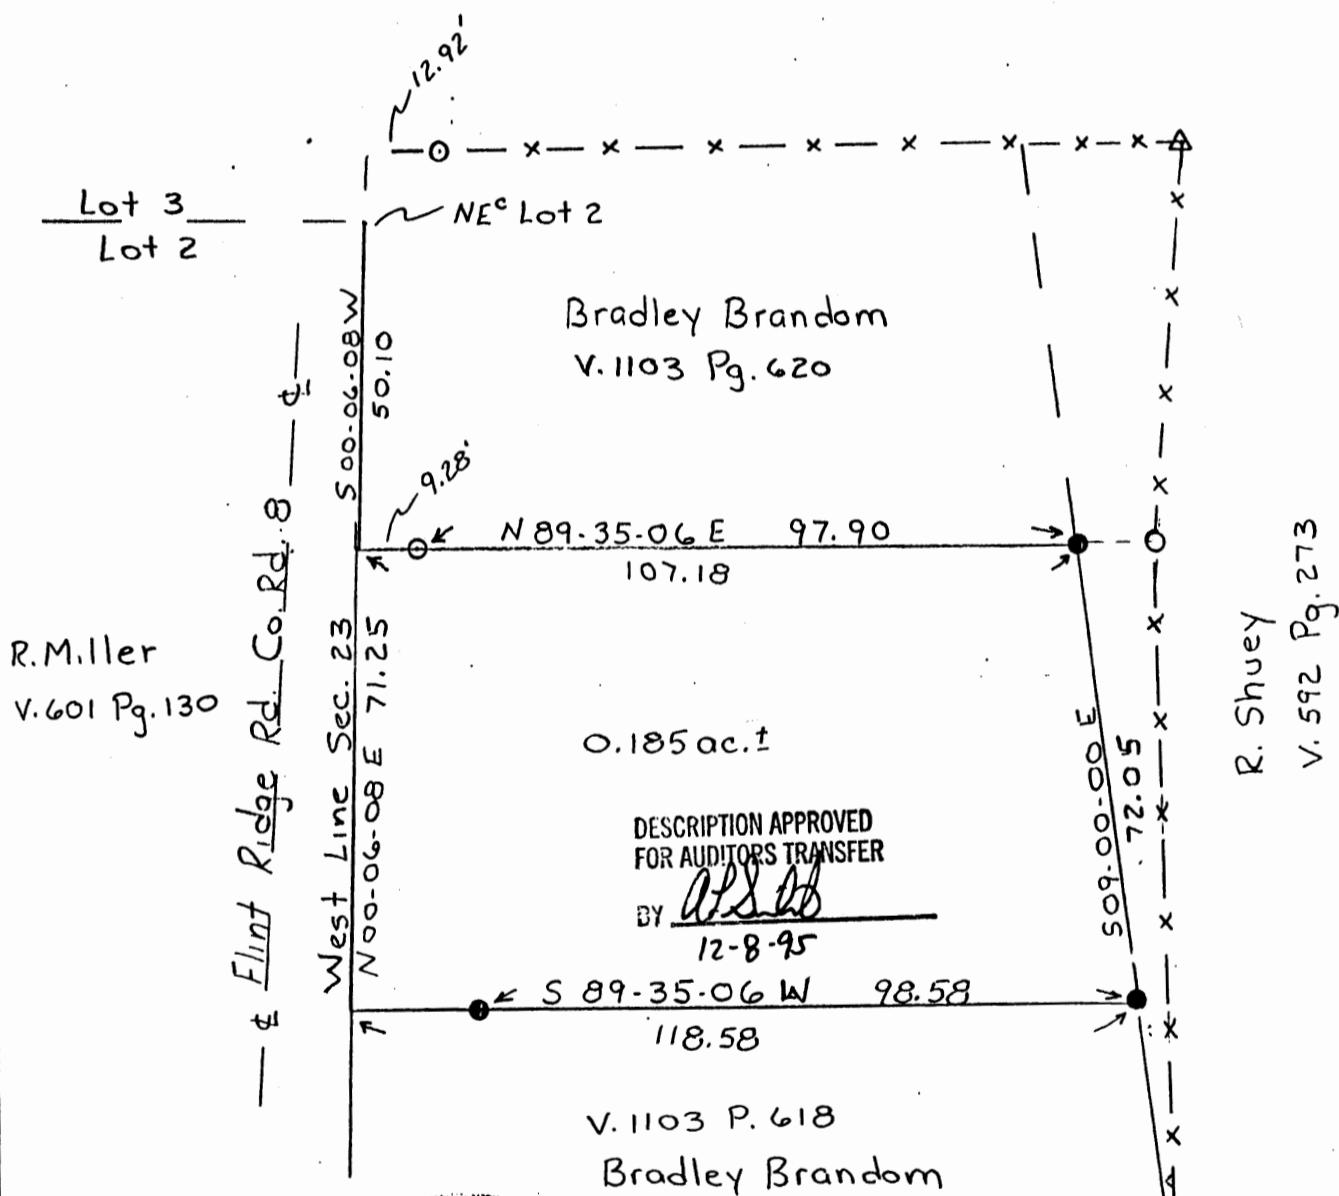 12.92'
Lot 3
Lot 2
NEᶜ Lot 2
Bradley Brandom
V. 1103 Pg. 620
S 00-06-08 W
50.10
9.28'
N 89-35-06 E 97.90
107.18
R. Miller
V. 601 Pg. 130
℄ Flint Ridge Rd. Co. Rd. 8 ℄
West Line Sec. 23
N 00-06-08 E 71.25
0.185 ac.±
S09-00-00 E
72.05
R. Shuey
V. 592 Pg. 273
DESCRIPTION APPROVED
FOR AUDITORS TRANSFER
BY
12-8-95
S 89-35-06 W 98.58
118.58
V. 1103 P. 618
Bradley Brandom